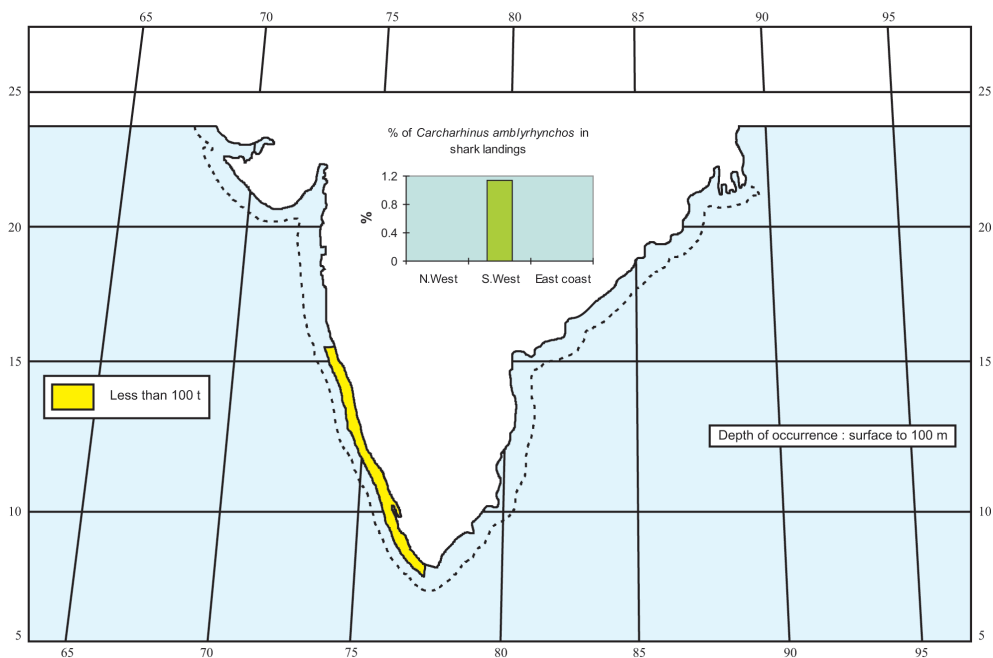 65 70 75 80 85 90 95
25 25
% of Carcharhinus amblyrhynchos in
shark landings
1.2
0.8
%
0.4
0
N.West S.West East coast
20 20
15 15
Less than 100 t
Depth of occurrence : surface to 100 m
10 10
5 5
65 70 75 80 85 90 95